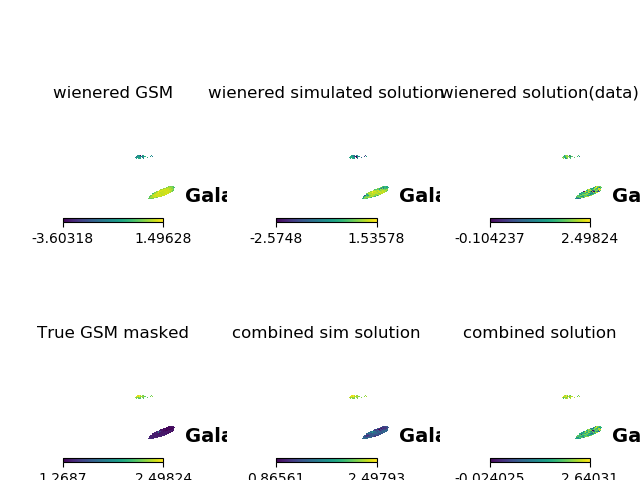 wienered GSM wienered simulated solution wienered solution(data)
Gala Gala Ga
-3.60318 1.49628 -2.5748 1.53578 -0.104237 2.49824
True GSM masked combined sim solution combined solution
Gala Gala Ga
1.2687 2.49824 0.86561 2.49793 -0.024025 2.64031